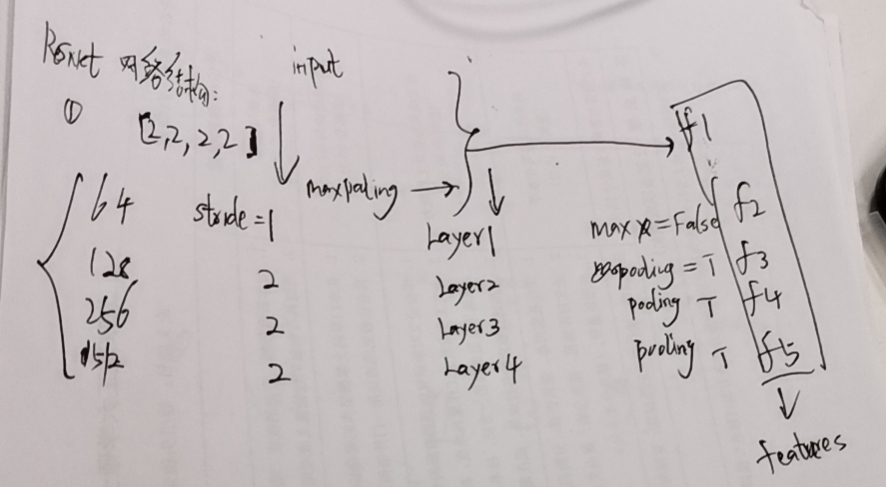 ResNet 网络结构: input
①
[2,2,2,2]
f1
64 stride=1 maxpooling
Layer1 max x=False f2
128 2 Layer2 pooling = T f3
256 2 Layer3 pooling T f4
512 2 Layer4 pooling T f5
features